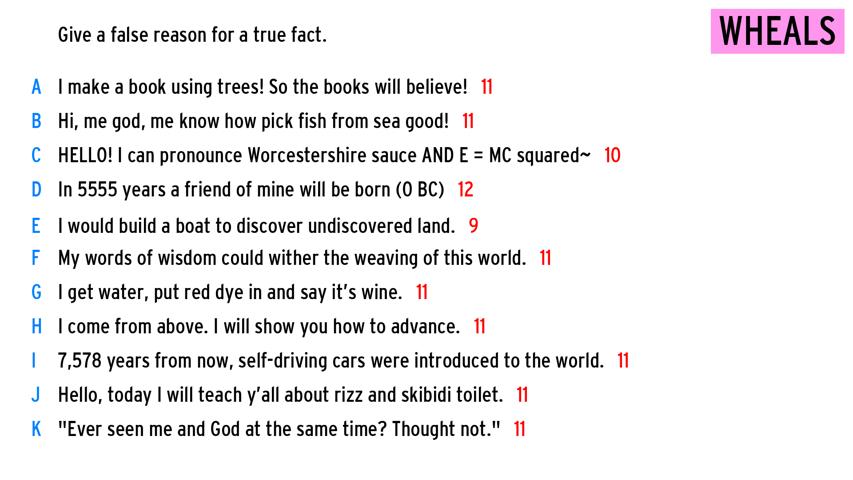 Give a false reason for a true fact.
WHEALS
A I make a book using trees! So the books will believe! 11
B Hi, me god, me know how pick fish from sea good! 11
C HELLO! I can pronounce Worcestershire sauce AND E = MC squared~ 10
D In 5555 years a friend of mine will be born (0 BC) 12
E I would build a boat to discover undiscovered land. 9
F My words of wisdom could wither the weaving of this world. 11
G I get water, put red dye in and say it's wine. 11
H I come from above. I will show you how to advance. 11
I 7,578 years from now, self-driving cars were introduced to the world. 11
J Hello, today I will teach y'all about rizz and skibidi toilet. 11
K "Ever seen me and God at the same time? Thought not." 11